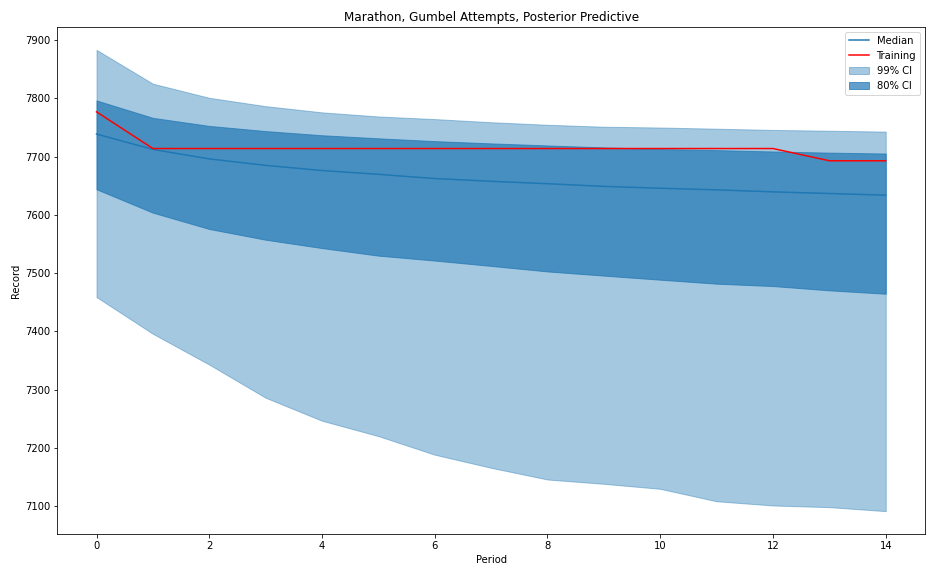 Marathon, Gumbel Attempts, Posterior Predictive
Median
Training
99% CI
80% CI
Record
7900
7800
7700
7600
7500
7400
7300
7200
7100
0 2 4 6 8 10 12 14
Period